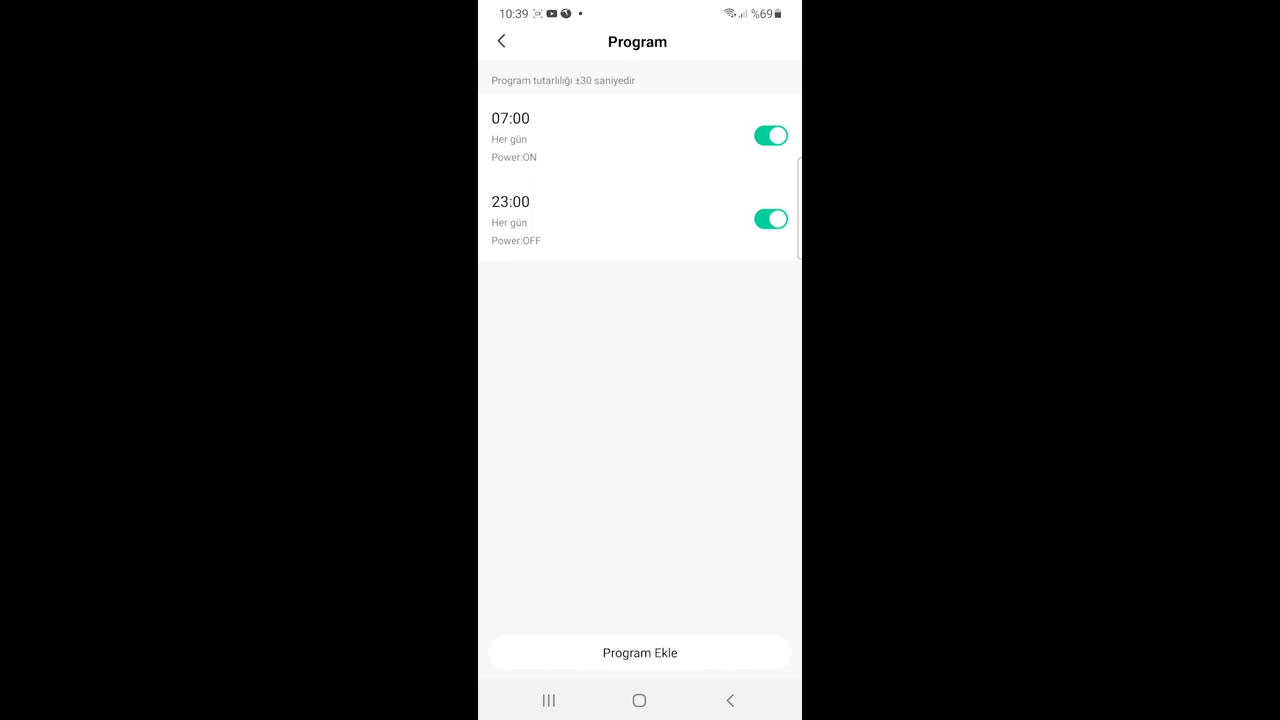 10:39 %69
Program
Program tutarlılığı ±30 saniyedir
07:00
Her gün
Power:ON
23:00
Her gün
Power:OFF
Program Ekle